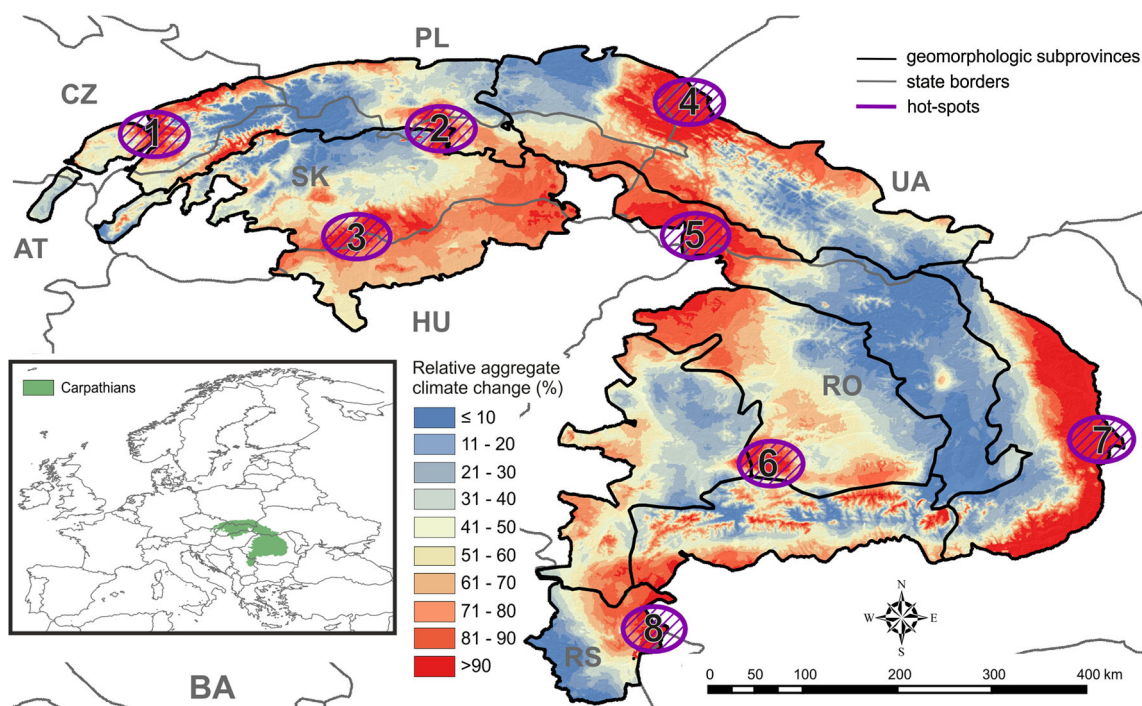 PL
geomorphologic subprovinces
state borders
hot-spots
CZ
4
1
2
SK
UA
3
5
AT
HU
Carpathians
Relative aggregate
climate change (%)
≤ 10
11 - 20
21 - 30
31 - 40
41 - 50
51 - 60
61 - 70
71 - 80
81 - 90
>90
RO
7
6
N
W E
S
8
RS
BA
0 50 100 200 300 400 km